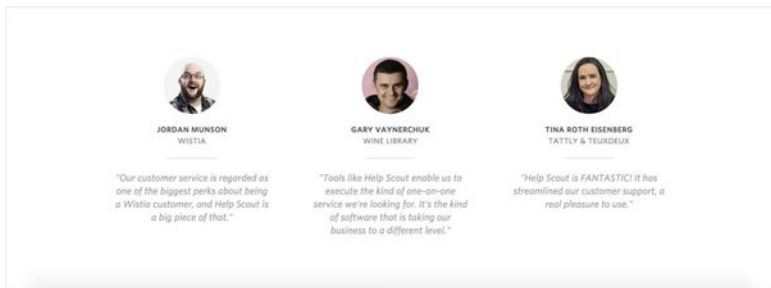 JORDAN MUNSON
WISTIA
"Our customer service is regarded as
one of the biggest perks about being
a Wistia customer, and Help Scout is
a big piece of that."
GARY VAYNERCHUK
WINE LIBRARY
"Tools like Help Scout enable us to
execute the kind of one-on-one
service we're looking for. It's the kind
of software that is taking our
business to a different level."
TINA ROTH EISENBERG
TATTLY & TEUXDEUX
"Help Scout is FANTASTIC! It has
streamlined our customer support, a
real pleasure to use."